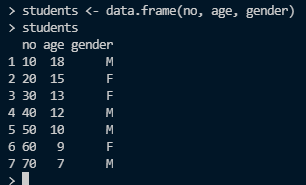 > students <- data.frame(no, age, gender)
> students
  no age gender
1 10  18      M
2 20  15      F
3 30  13      F
4 40  12      M
5 50  10      M
6 60   9      F
7 70   7      M
>